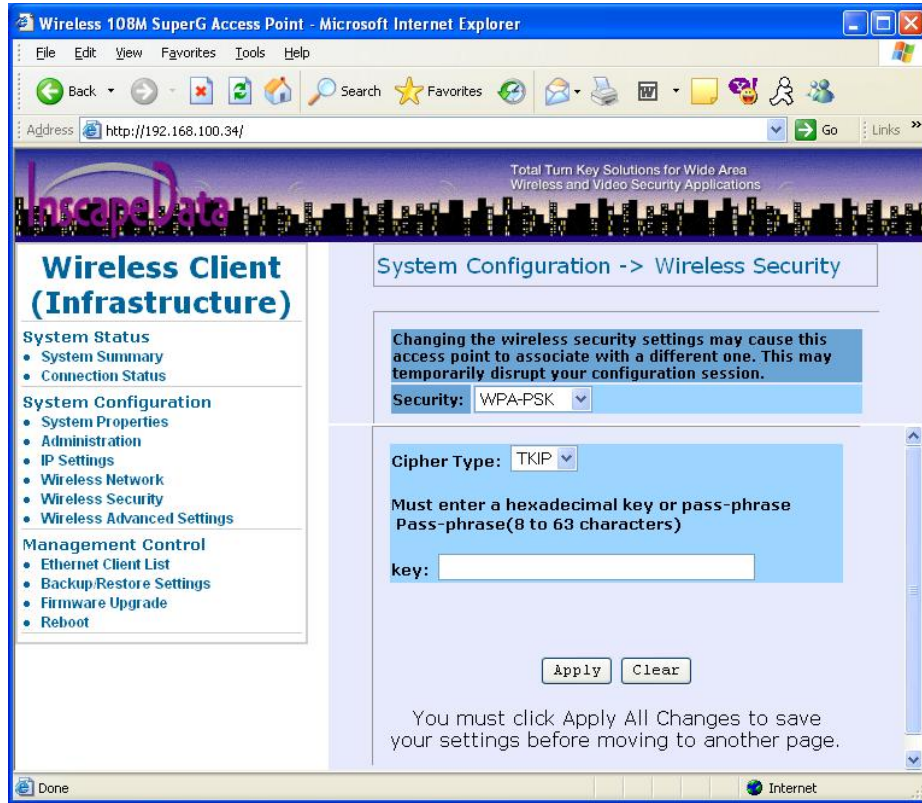 Wireless 108M SuperG Access Point - Microsoft Internet Explorer
File Edit View Favorites Tools Help
Back Search Favorites
Address http://192.168.100.34/ Go Links »
InscapeData
Total Turn Key Solutions for Wide Area
Wireless and Video Security Applications
Wireless Client
(Infrastructure)
System Status
• System Summary
• Connection Status
System Configuration
• System Properties
• Administration
• IP Settings
• Wireless Network
• Wireless Security
• Wireless Advanced Settings
Management Control
• Ethernet Client List
• Backup/Restore Settings
• Firmware Upgrade
• Reboot
System Configuration -> Wireless Security
Changing the wireless security settings may cause this
access point to associate with a different one. This may
temporarily disrupt your configuration session.
Security: WPA-PSK
Cipher Type: TKIP
Must enter a hexadecimal key or pass-phrase
Pass-phrase(8 to 63 characters)
key:
Apply Clear
You must click Apply All Changes to save
your settings before moving to another page.
Done Internet